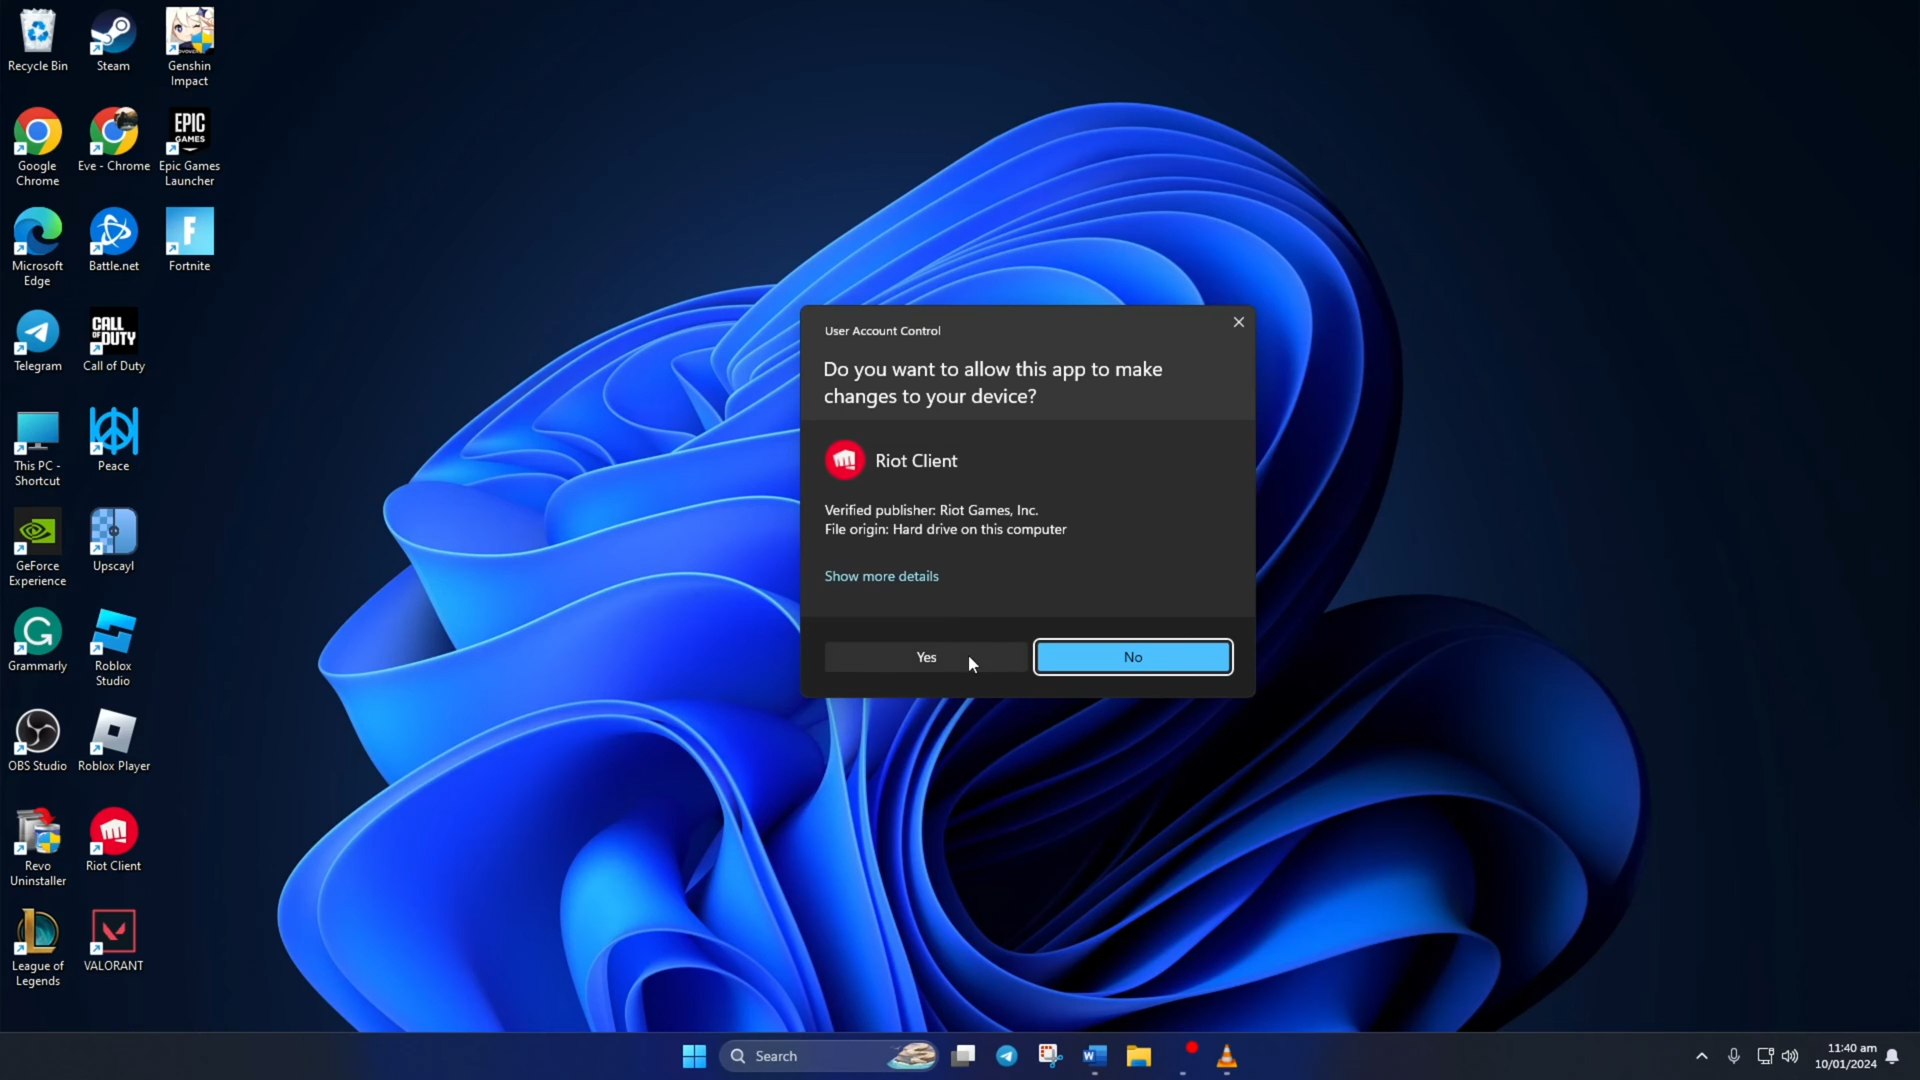 Recycle Bin
Steam
Genshin
Impact
Google
Chrome
Eve - Chrome
EPIC
GAMES
Epic Games
Launcher
Microsoft
Edge
Battle.net
F
Fortnite
Telegram
CALL
OF DUTY
Call of Duty
This PC -
Shortcut
Peace
GeForce
Experience
Upscayl
Grammarly
Roblox
Studio
OBS Studio
Roblox Player
Revo
Uninstaller
Riot Client
League of
Legends
VALORANT
User Account Control
Do you want to allow this app to make
changes to your device?
Riot Client
Verified publisher: Riot Games, Inc.
File origin: Hard drive on this computer
Show more details
Yes
No
Search
W
11:40 am
10/01/2024